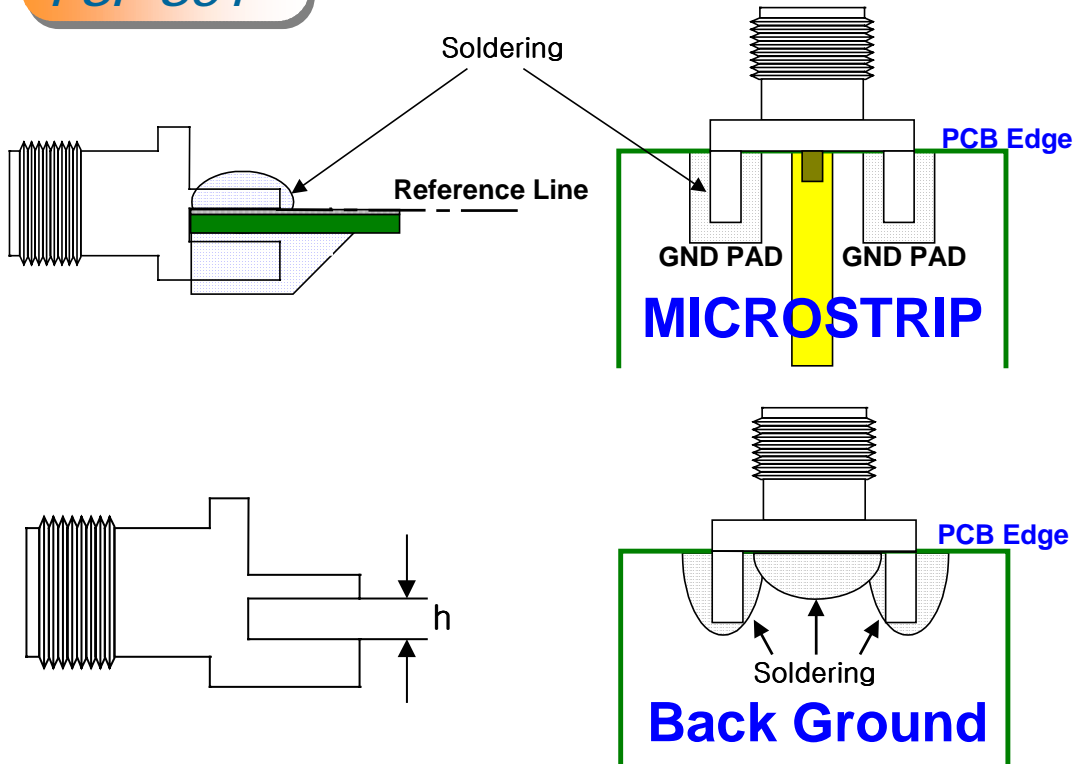 Soldering
PCB Edge
Reference Line
GND PAD
GND PAD
MICROSTRIP
h
PCB Edge
Soldering
Back Ground